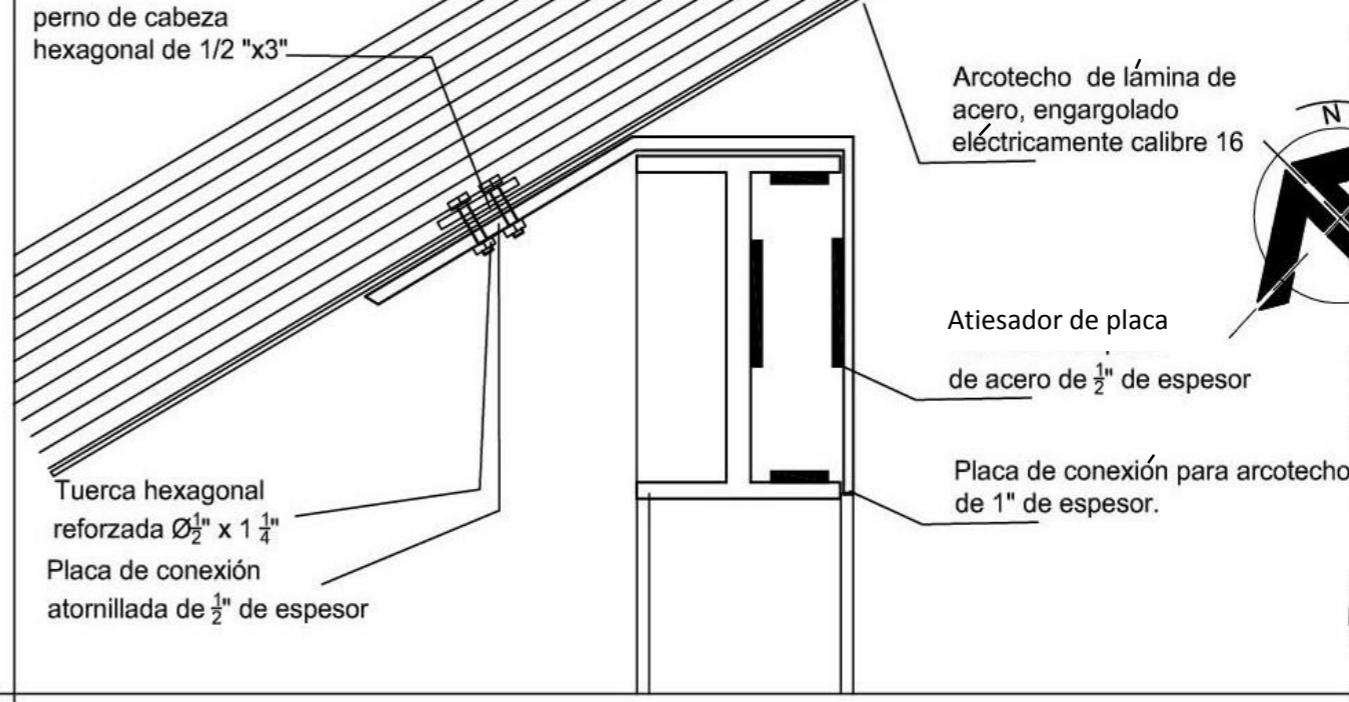 perno de cabeza
hexagonal de 1/2 "x3"
Arcotecho de lámina de
acero, engargolado
eléctricamente calibre 16
N
Atiesador de placa
de acero de 1/2" de espesor
Placa de conexión para arcotecho
de 1" de espesor.
Tuerca hexagonal
reforzada Ø1/2" x 1 1/4"
Placa de conexión
atornillada de 1/2" de espesor